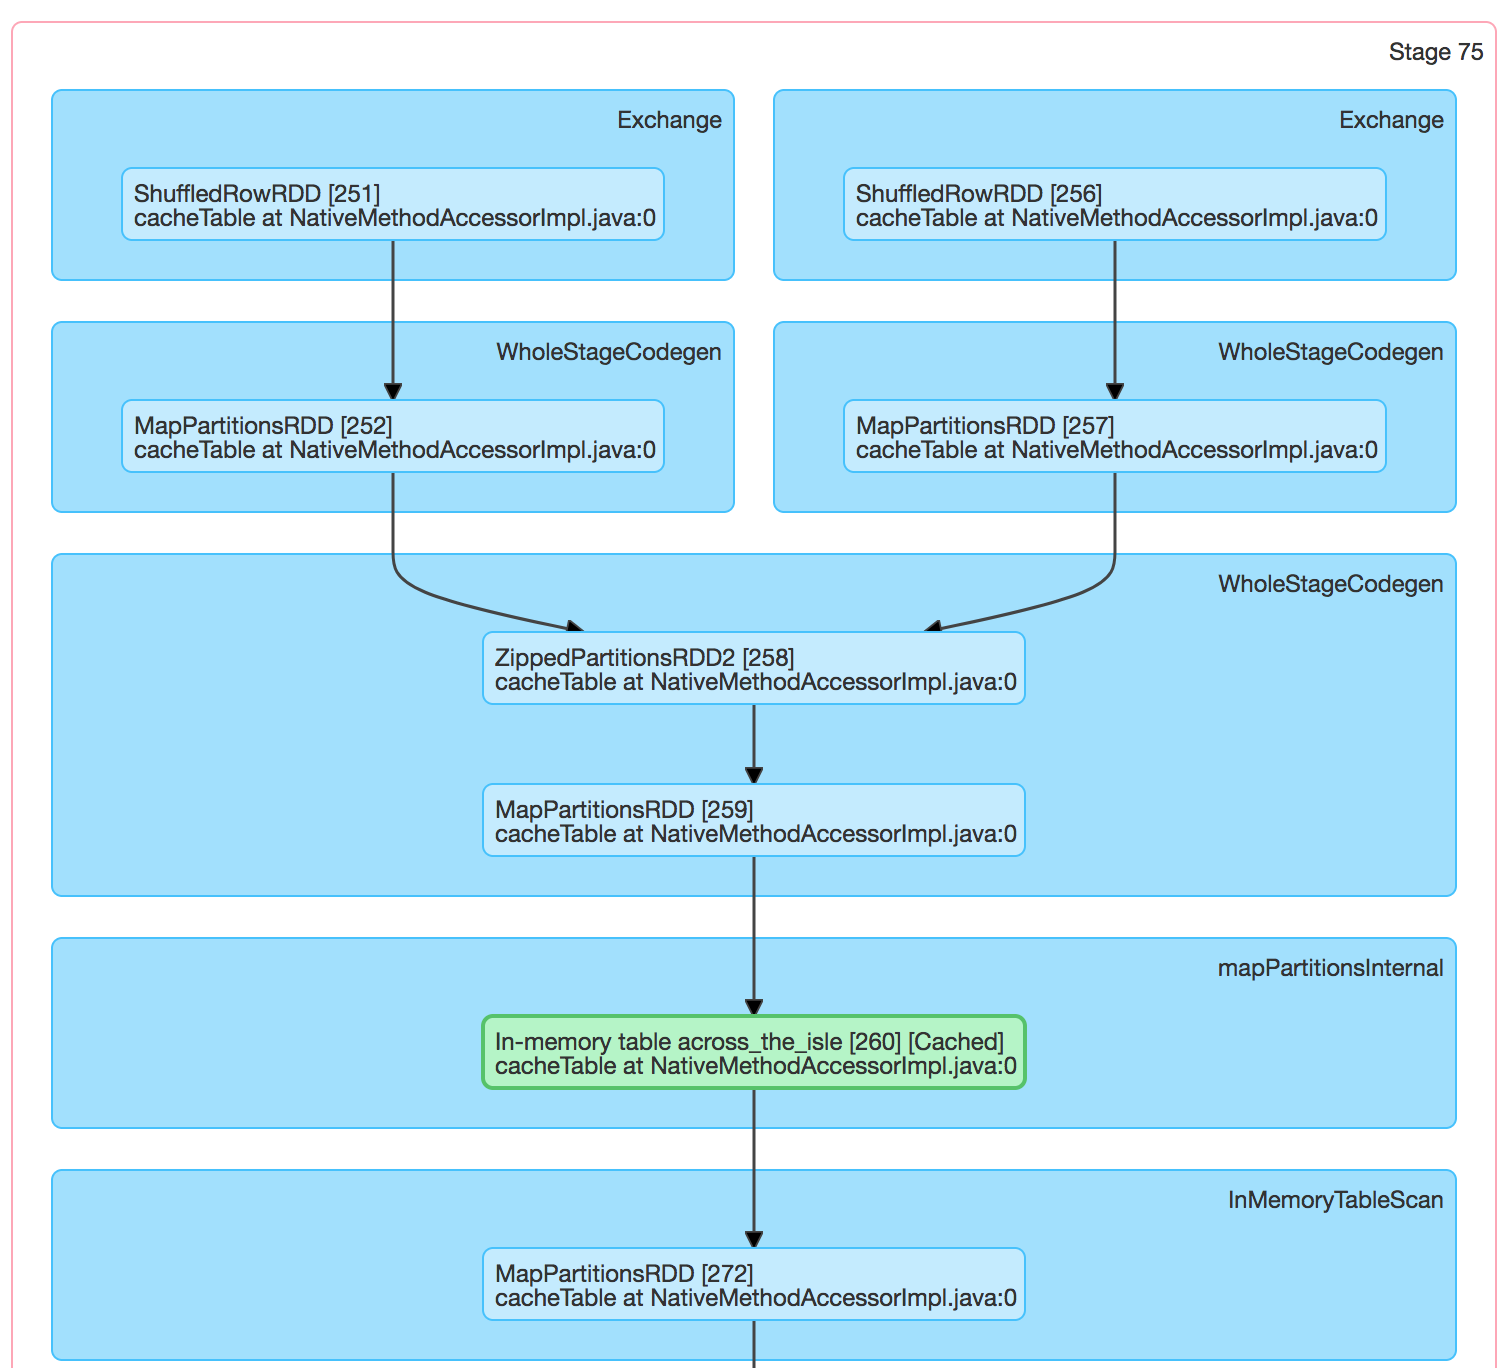 Stage 75
Exchange
ShuffledRowRDD [251]
cacheTable at NativeMethodAccessorImpl.java:0
Exchange
ShuffledRowRDD [256]
cacheTable at NativeMethodAccessorImpl.java:0
WholeStageCodegen
MapPartitionsRDD [252]
cacheTable at NativeMethodAccessorImpl.java:0
WholeStageCodegen
MapPartitionsRDD [257]
cacheTable at NativeMethodAccessorImpl.java:0
WholeStageCodegen
ZippedPartitionsRDD2 [258]
cacheTable at NativeMethodAccessorImpl.java:0
MapPartitionsRDD [259]
cacheTable at NativeMethodAccessorImpl.java:0
mapPartitionsInternal
In-memory table across_the_isle [260] [Cached]
cacheTable at NativeMethodAccessorImpl.java:0
InMemoryTableScan
MapPartitionsRDD [272]
cacheTable at NativeMethodAccessorImpl.java:0